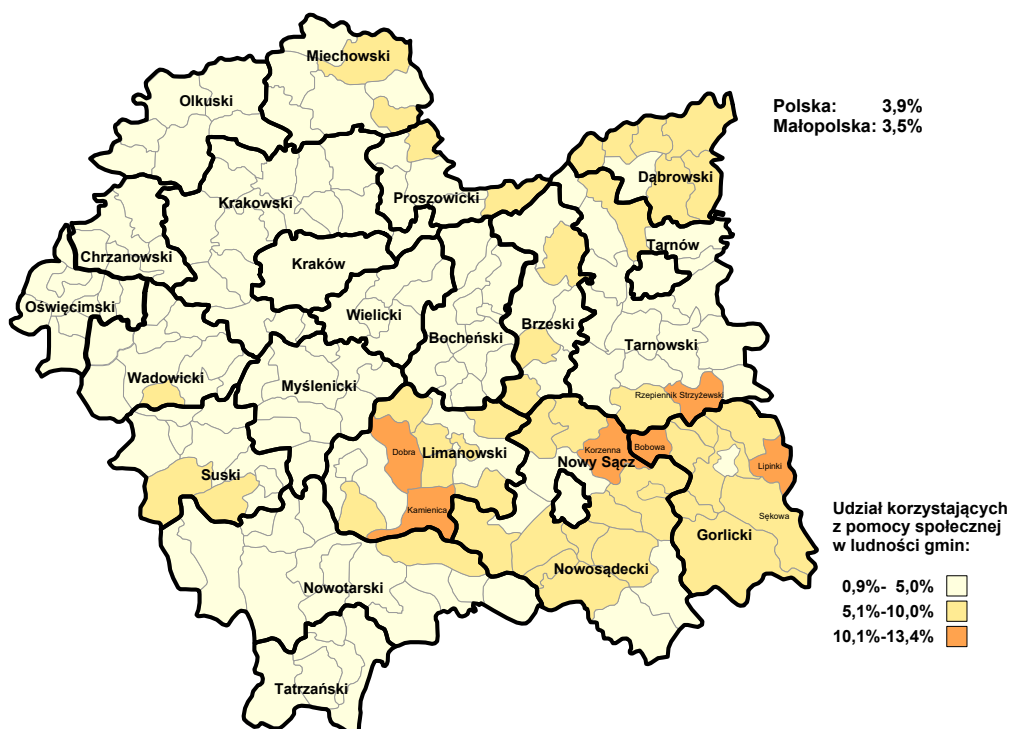 Miechowski
Olkuski
Polska: 3,9%
Małopolska: 3,5%
Dąbrowski
Krakowski
Proszowicki
Tarnów
Chrzanowski
Kraków
Oświęcimski
Wielicki
Bocheński
Brzeski
Tarnowski
Wadowicki
Myślenicki
Rzepiennik Strzyżewski
Dobra
Limanowski
Korzenna
Bobowa
Nowy Sącz
Lipinki
Suski
Kamienica
Sękowa
Gorlicki
Nowosądecki
Nowotarski
Tatrzański
Udział korzystających
z pomocy społecznej
w ludności gmin:
0,9%- 5,0%
5,1%-10,0%
10,1%-13,4%